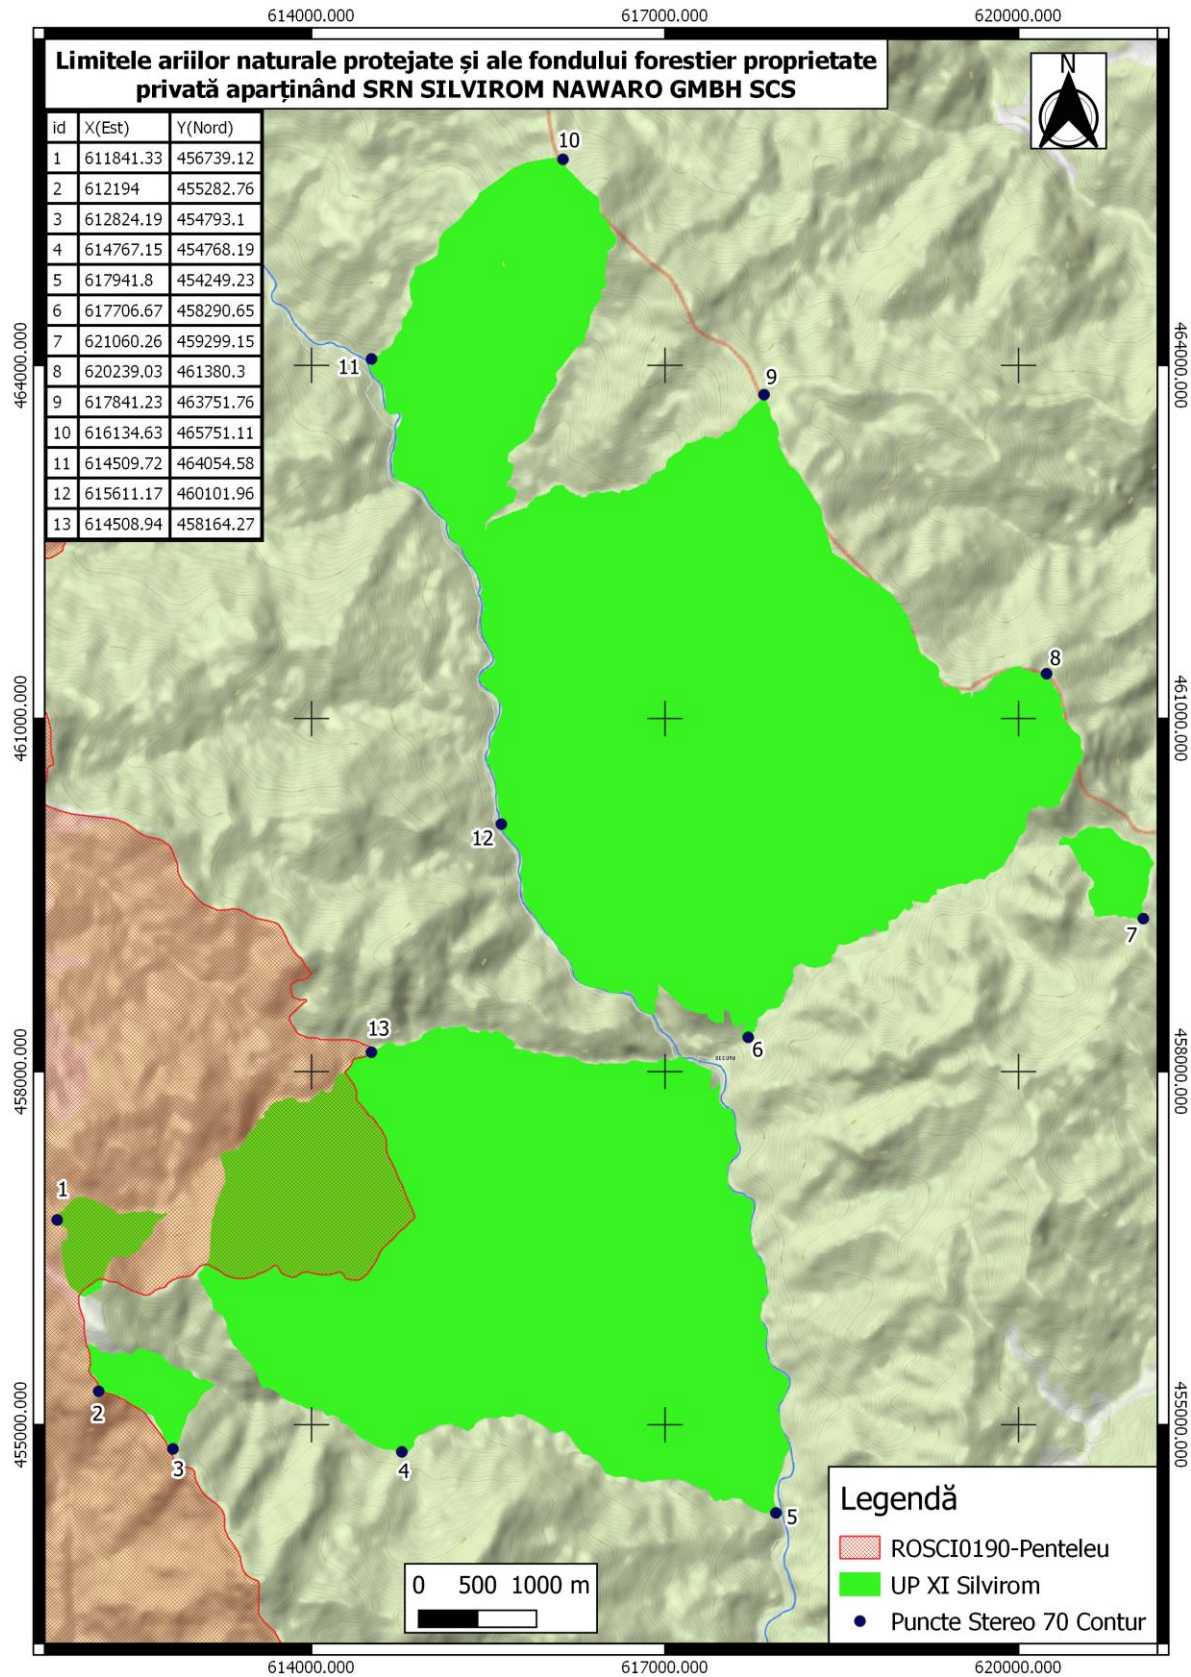 614000.000 617000.000 620000.000
Limitele ariilor naturale protejate și ale fondului forestier proprietate
privată aparținând SRN SILVIROM NAWARO GMBH SCS
N
id X(Est) Y(Nord)
1 611841.33 456739.12
2 612194 455282.76
3 612824.19 454793.1
4 614767.15 454768.19
5 617941.8 454249.23
6 617706.67 458290.65
7 621060.26 459299.15
8 620239.03 461380.3
9 617841.23 463751.76
10 616134.63 465751.11
11 614509.72 464054.58
12 615611.17 460101.96
13 614508.94 458164.27
10
464000.000
11
9
464000.000
8
461000.000
461000.000
12
7
13
6
458000.000
458000.000
1
2
455000.000
455000.000
3
4
5
Legendă
ROSCI0190-Penteleu
UP XI Silvirom
Puncte Stereo 70 Contur
0 500 1000 m
614000.000 617000.000 620000.000